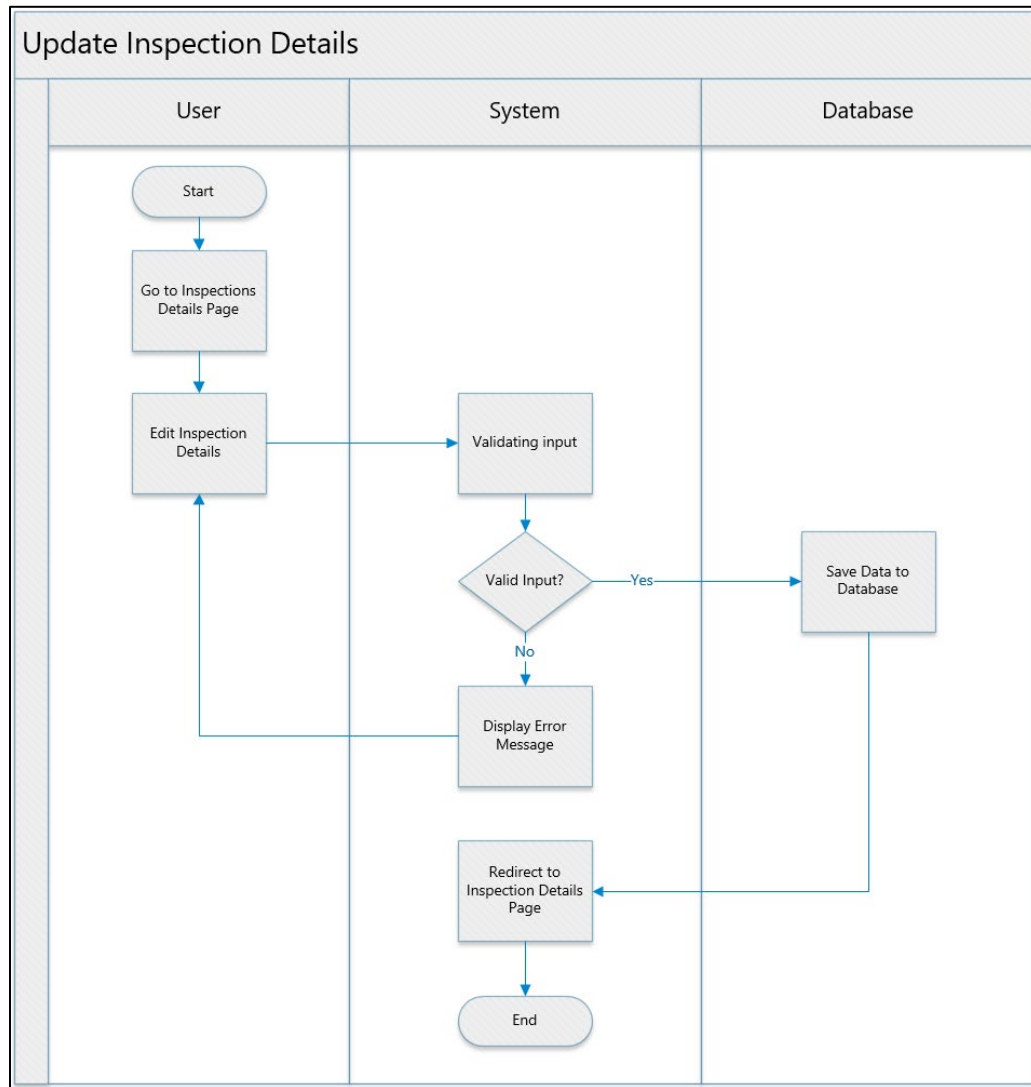 Update Inspection Details
User
System
Database
Start
Go to Inspections
Details Page
Edit Inspection
Details
Validating input
Valid Input?
Yes
Save Data to
Database
No
Display Error
Message
Redirect to
Inspection Details
Page
End